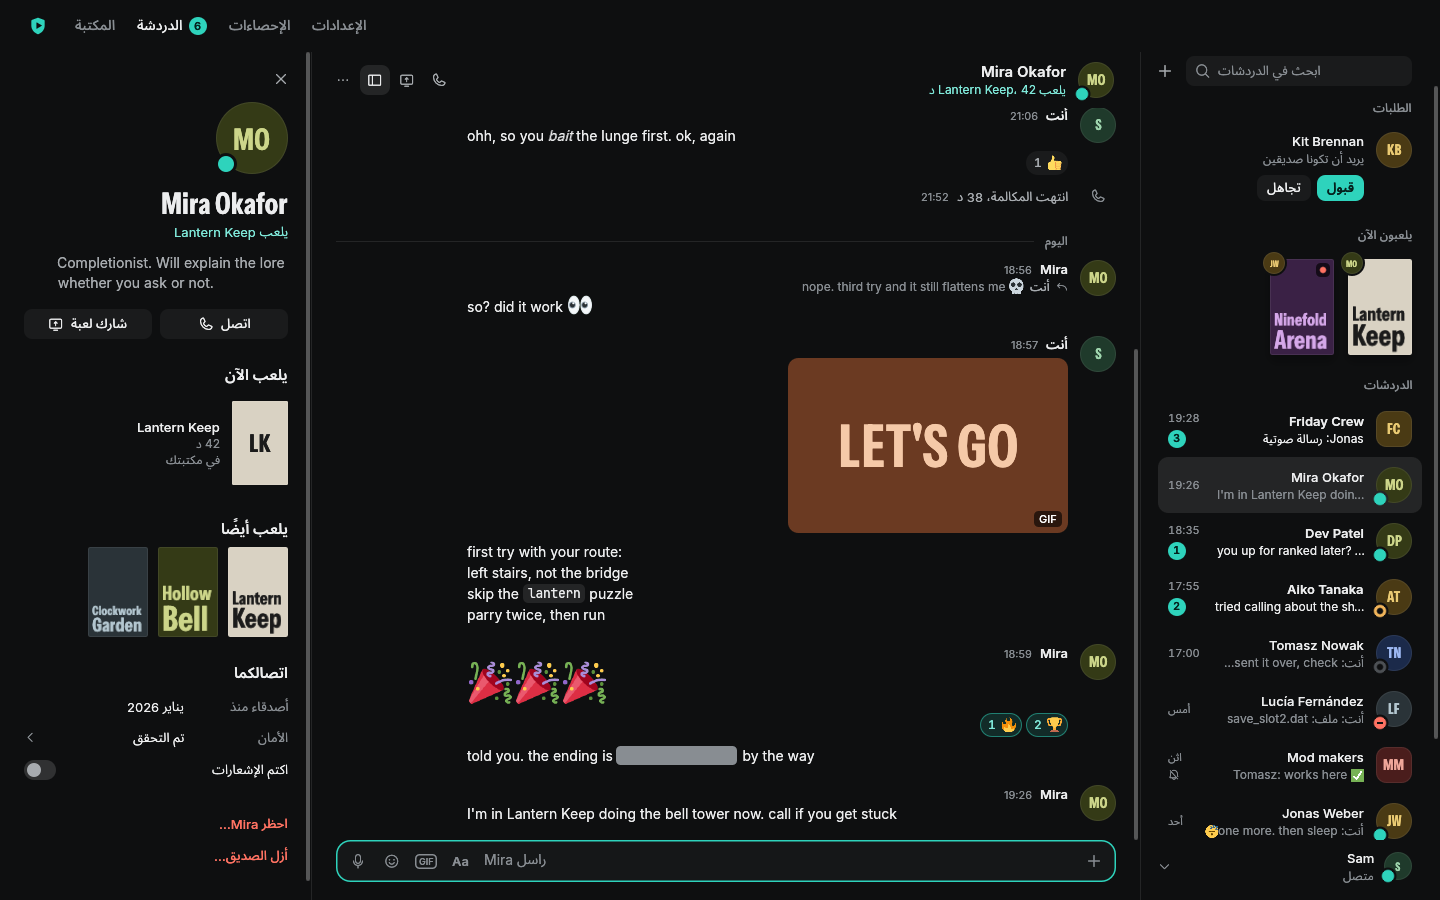 المكتبة
الدردشة 6
الإحصاءات
الإعدادات
ابحث في الدردشات
الطلبات
KB
Kit Brennan
يريد أن تكونا صديقين
قبول
تجاهل
يلعبون الآن
MO
Lantern Keep
JW
Ninefold Arena
الدردشات
FC
Friday Crew
19:28
Jonas: رسالة صوتية
3
MO
Mira Okafor
I'm in Lantern Keep doin...
19:26
DP
Dev Patel
18:35
you up for ranked later? ...
1
AT
Aiko Tanaka
17:55
tried calling about the sh...
2
TN
Tomasz Nowak
17:00
أنت: sent it over, check...
LF
Lucía Fernández
أمس
أنت: ملف: save_slot2.dat
MM
Mod makers
اثن
Tomasz: works here ✅
JW
Jonas Weber
أحد
أنت: one more. then sleep
S
Sam
متصل
MO
Mira Okafor
يلعب Lantern Keep، 42 د
S
أنت 21:06
ohh, so you bait the lunge first. ok, again
👍 1
انتهت المكالمة، 38 د 21:52
اليوم
MO
Mira 18:56
أنت nope. third try and it still flattens me 💀
so? did it work 👀
S
أنت 18:57
LET'S GO
GIF
first try with your route:
left stairs, not the bridge
skip the lantern puzzle
parry twice, then run
MO
Mira 18:59
🎉🎉🎉
🏆 2 🔥 1
told you. the ending is by the way
MO
Mira 19:26
I'm in Lantern Keep doing the bell tower now. call if you get stuck
راسل Mira
Aa
GIF
MO
Mira Okafor
يلعب Lantern Keep
Completionist. Will explain the lore
whether you ask or not.
اتصل
شارك لعبة
يلعب الآن
LK
Lantern Keep
42 د
في مكتبتك
يلعب أيضًا
Lantern Keep
Hollow Bell
Clockwork Garden
اتصالكما
أصدقاء منذ يناير 2026
الأمان تم التحقق
اكتم الإشعارات
احظر Mira...
أزل الصديق...